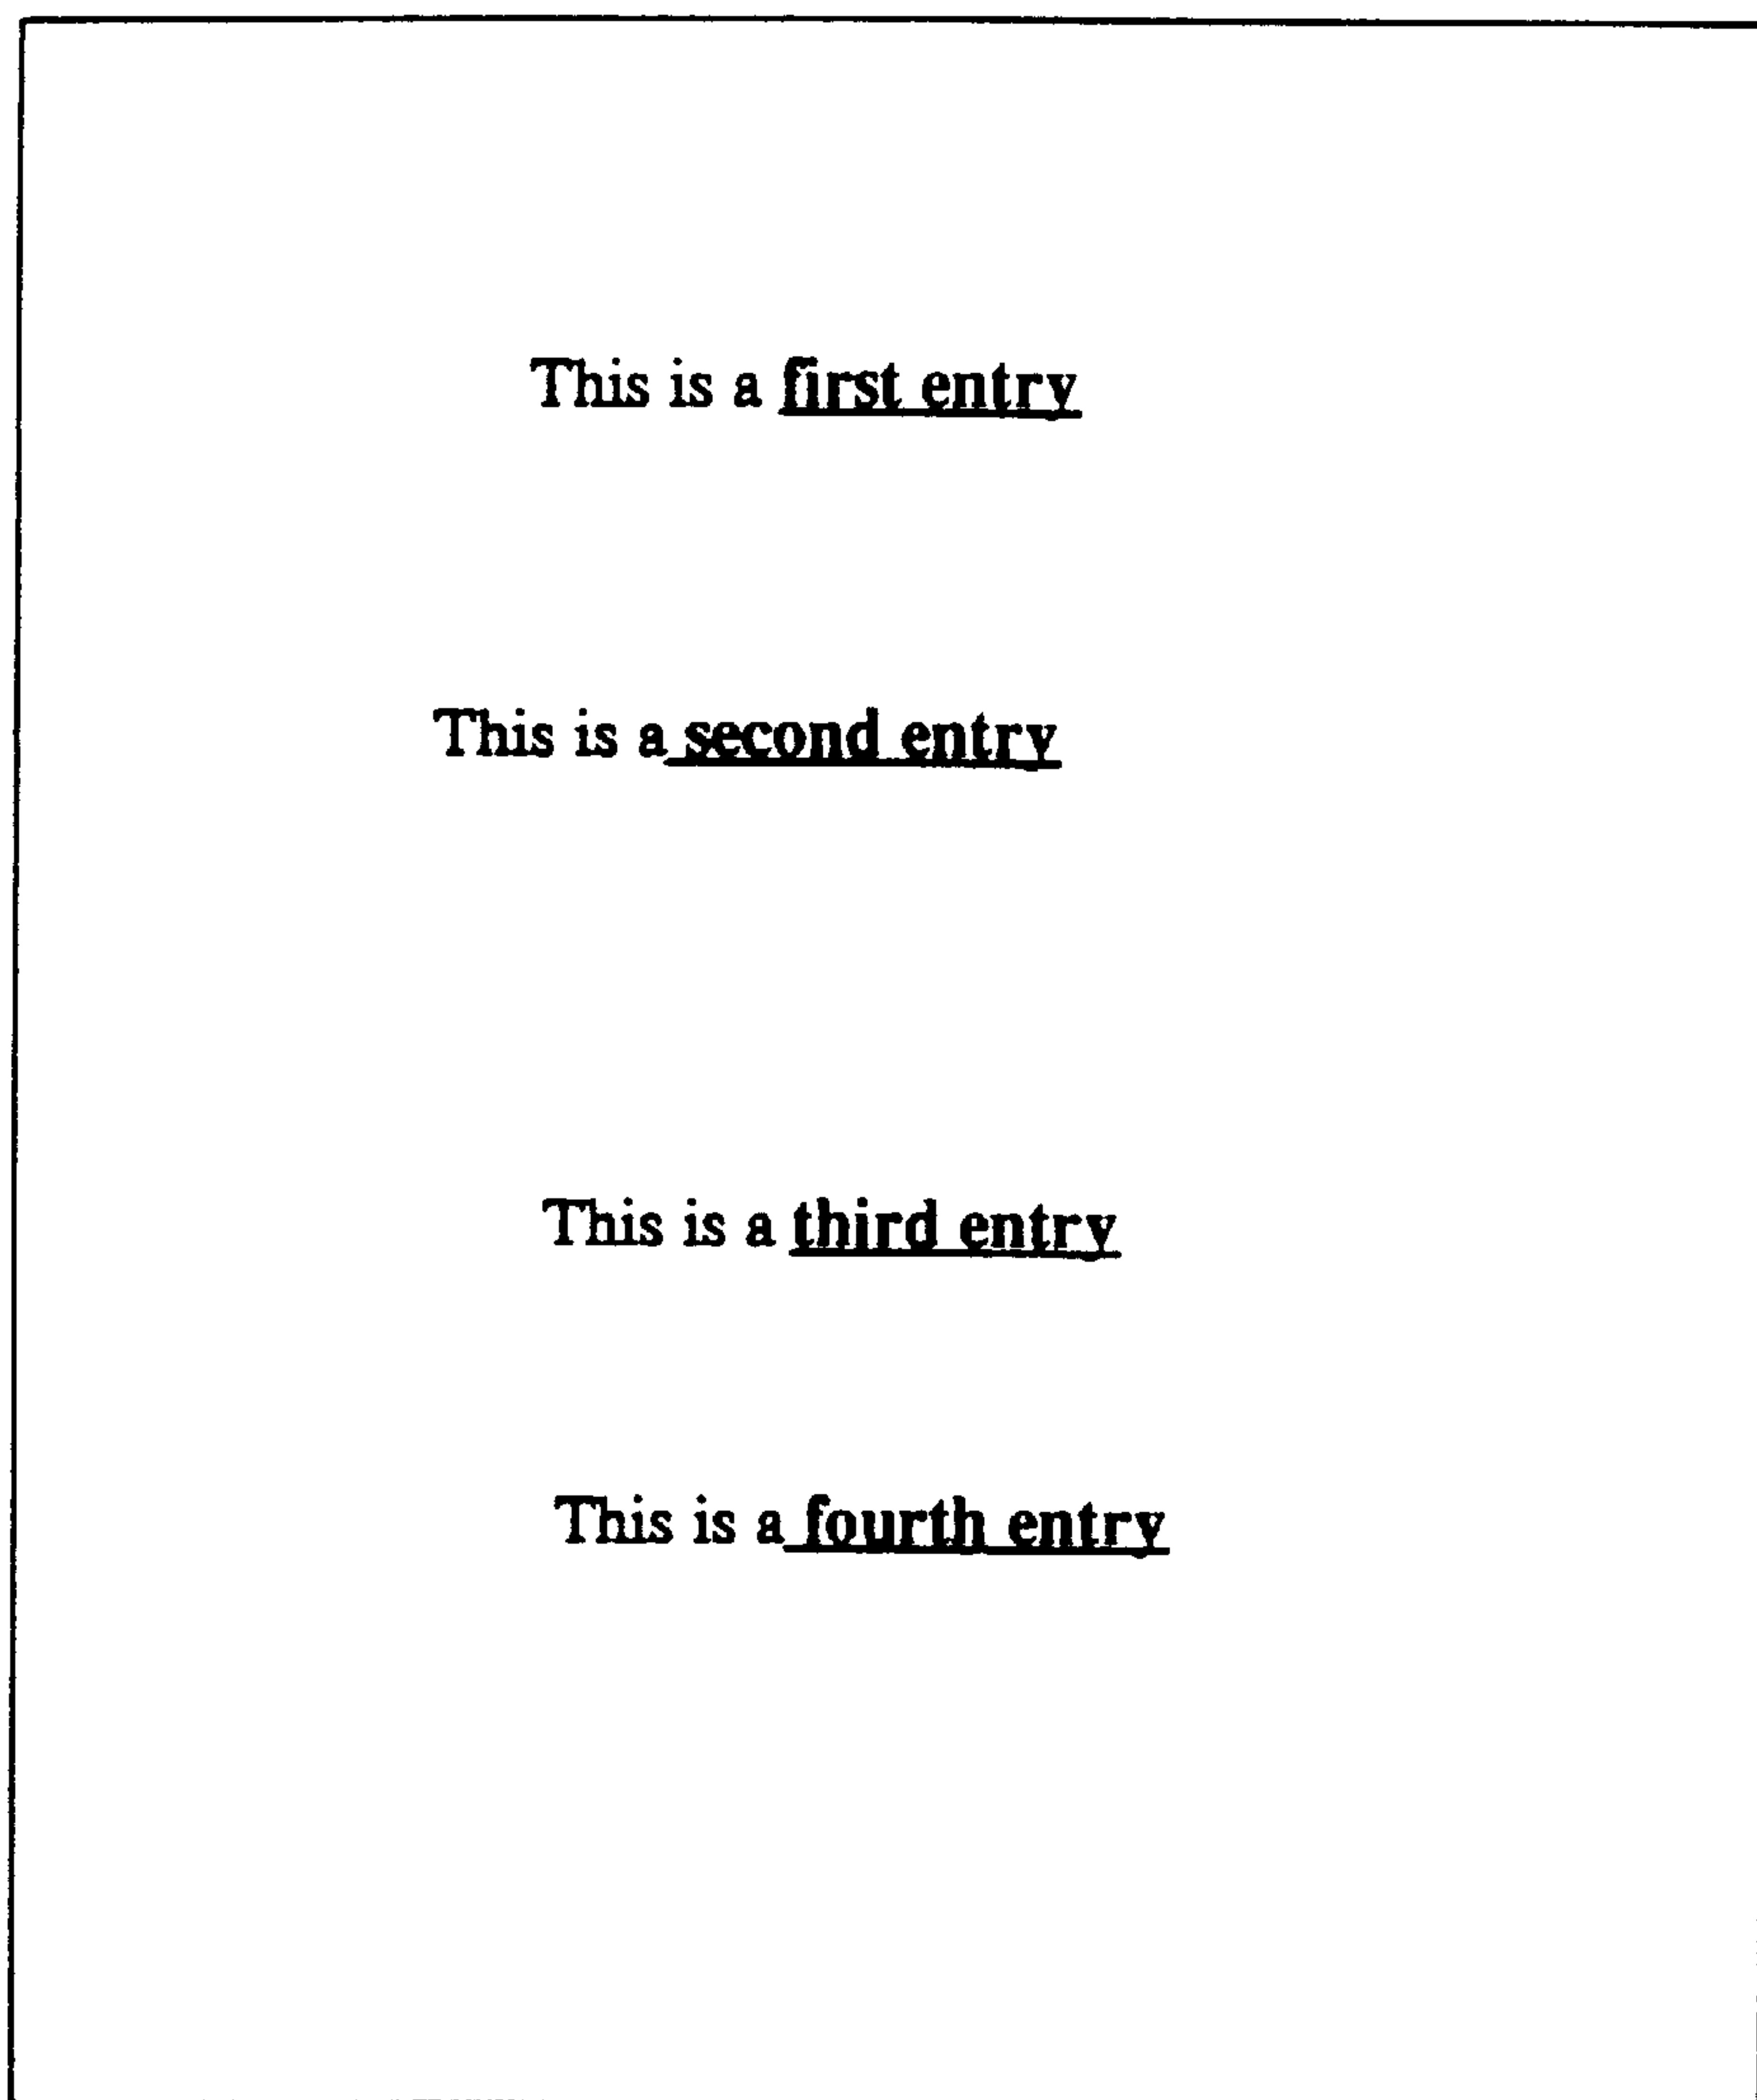 This is a first entry
This is a second entry
This is a third entry
This is a fourth entry